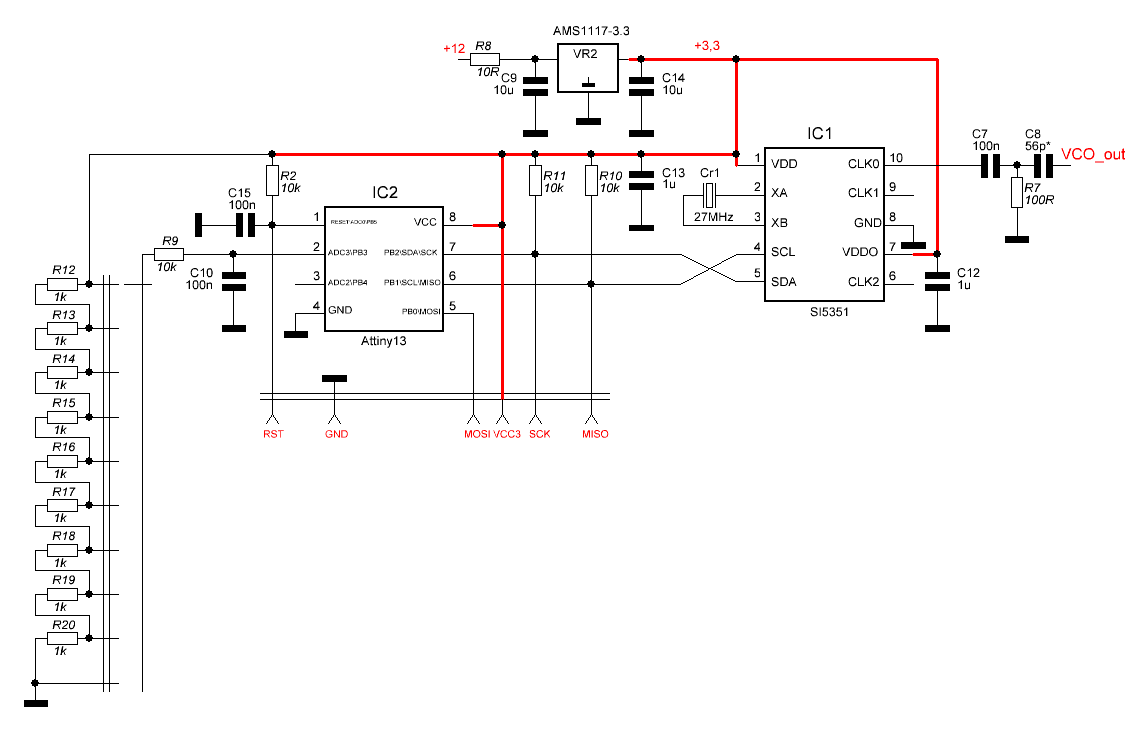 AMS1117-3.3
+12
R8
10R
VR2
+3,3
C9
10u
C14
10u
IC1
C7
100n
C8
56p*
VCO_out
R7
100R
1 VDD
CLK0 10
2 XA
CLK1 9
3 XB
GND 8
4 SCL
VDDO 7
5 SDA
CLK2 6
SI5351
Cr1
27MHz
C13
1u
C12
1u
R2
10k
R11
10k
R10
10k
C15
100n
IC2
1 RESET\ADC0\PB5
VCC 8
2 ADC3\PB3
PB2\SDA\SCK 7
3 ADC2\PB4
PB1\SCL\MISO 6
4 GND
PB0\MOSI 5
Attiny13
R9
10k
C10
100n
R12
1k
R13
1k
R14
1k
R15
1k
R16
1k
R17
1k
R18
1k
R19
1k
R20
1k
RST
GND
MOSI
VCC3
SCK
MISO